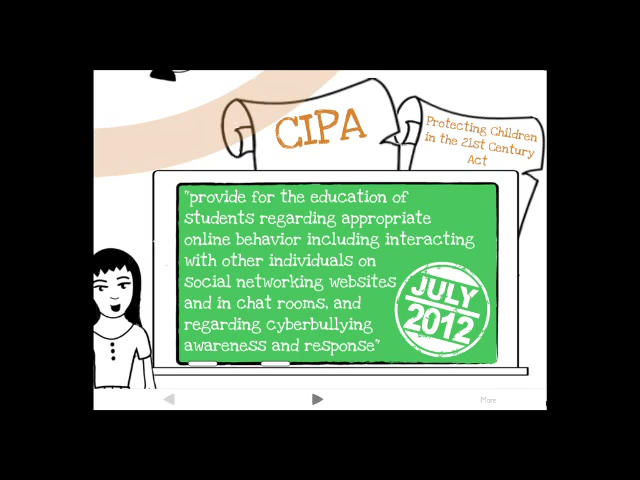 CIPA
Protecting Children
in the 21st Century
Act
"provide for the education of
students regarding appropriate
online behavior including interacting
with other individuals on
social networking websites
and in chat rooms, and
regarding cyberbullying
awareness and response"
JULY
2012
More